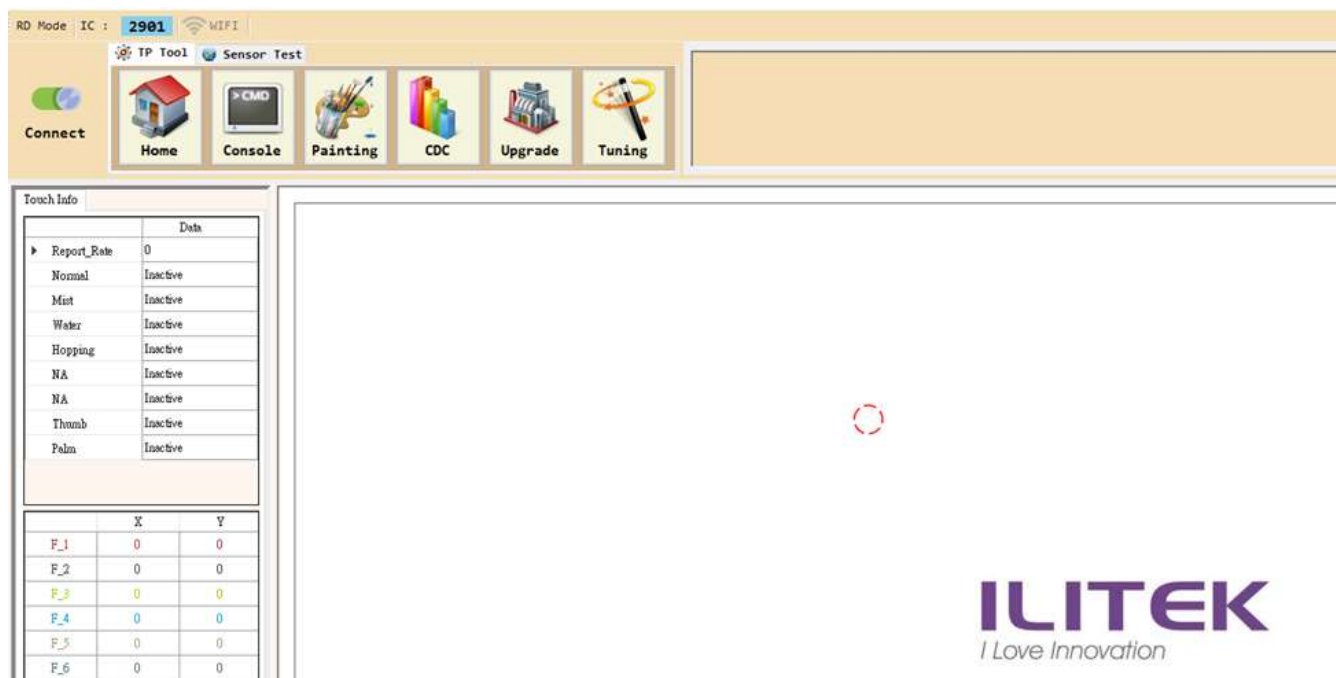 RD Mode IC : 2901 WIFI
TP Tool Sensor Test
Connect
>CMD
Home Console Painting CDC Upgrade Tuning
Touch Info
Data
Report_Rate 0
Normal Inactive
Mist Inactive
Water Inactive
Hopping Inactive
NA Inactive
NA Inactive
Thumb Inactive
Palm Inactive
X Y
F_1 0 0
F_2 0 0
F_3 0 0
F_4 0 0
F_5 0 0
F_6 0 0
ILITEK
I Love Innovation